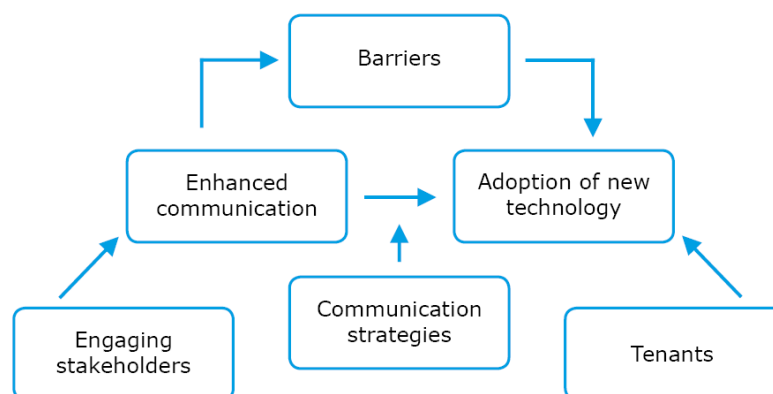 Barriers
Enhanced
communication
Adoption of new
technology
Engaging
stakeholders
Communication
strategies
Tenants